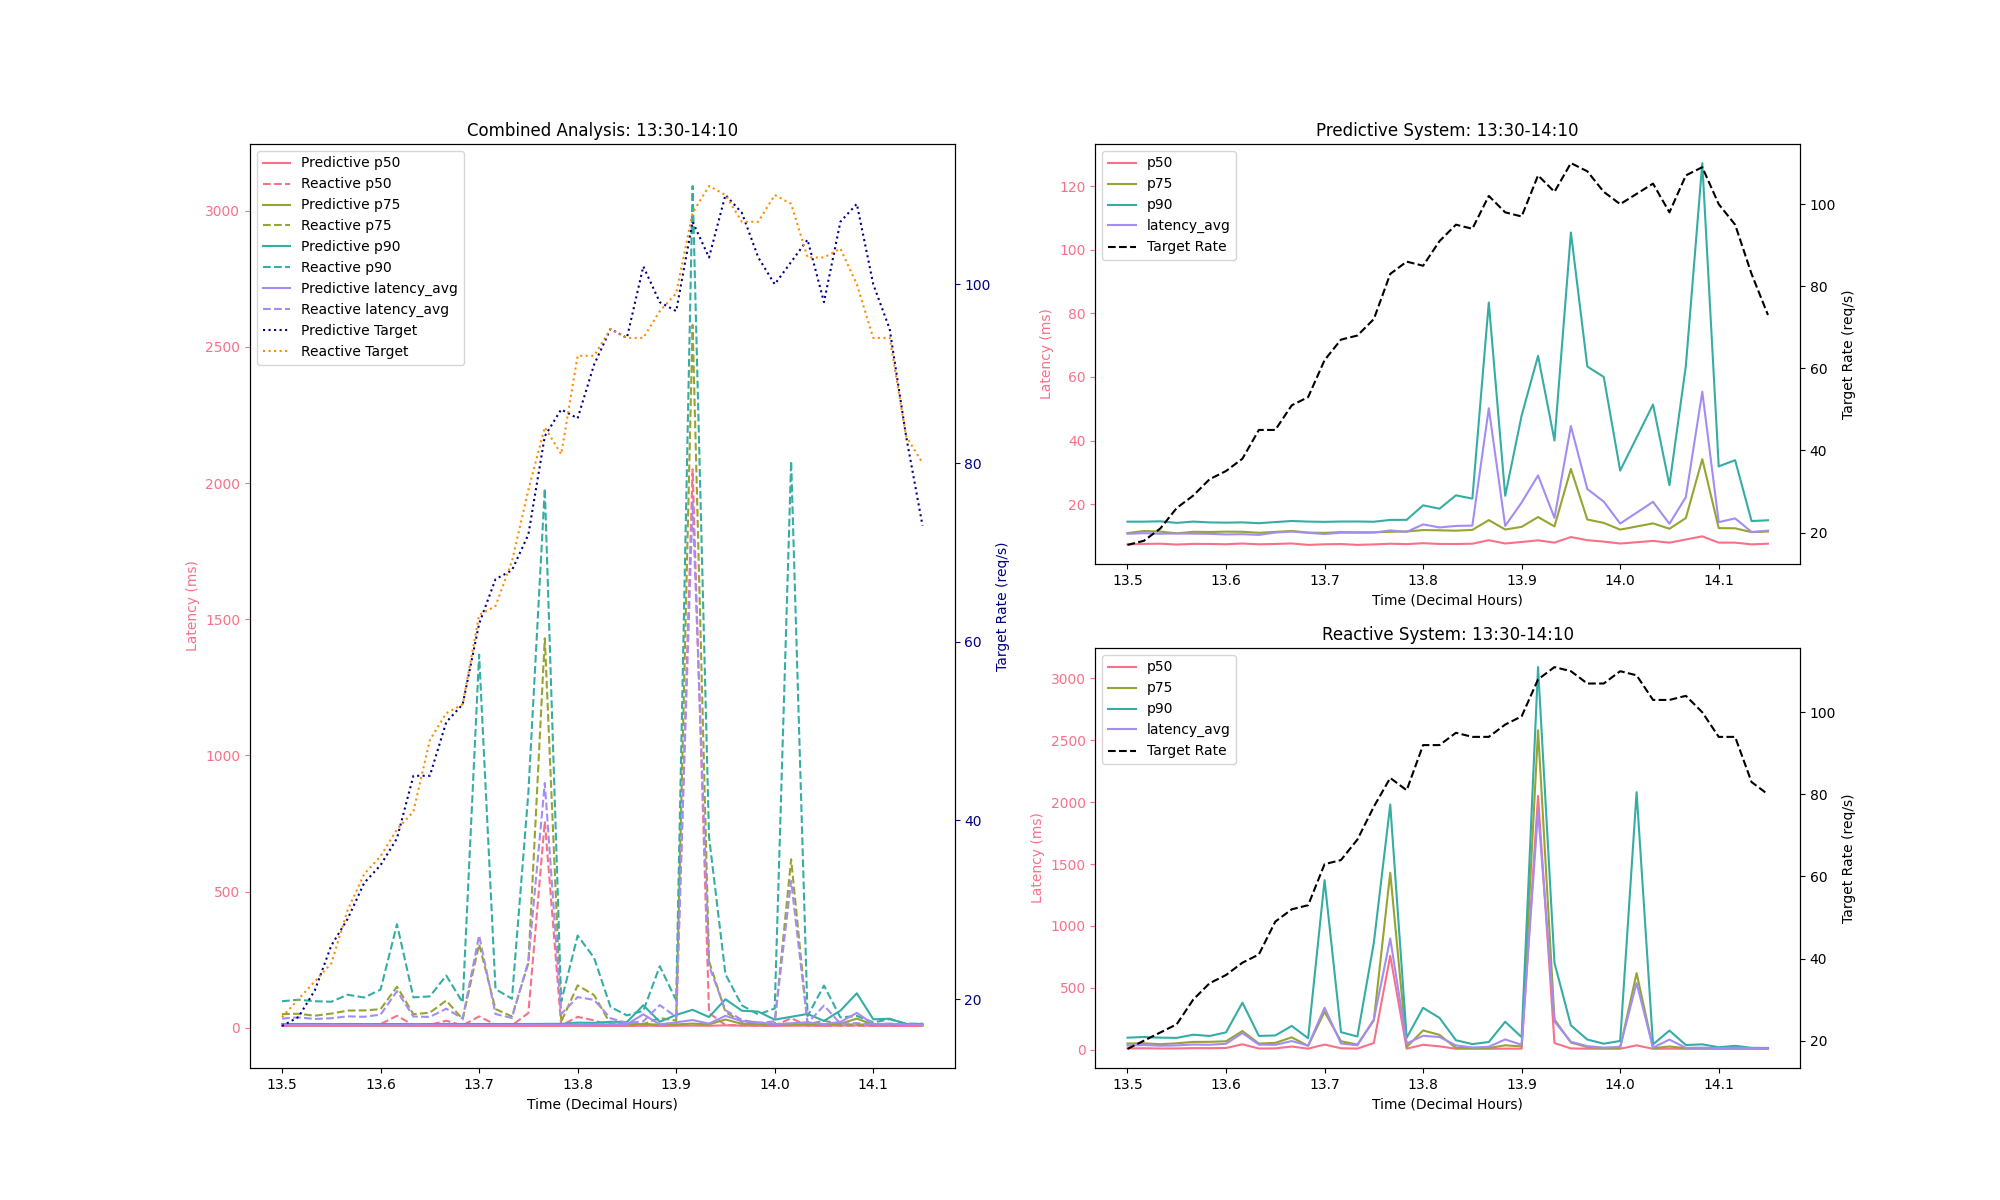 Combined Analysis: 13:30-14:10
Predictive p50
Reactive p50
Predictive p75
Reactive p75
Predictive p90
Reactive p90
Predictive latency_avg
Reactive latency_avg
Predictive Target
Reactive Target
3000
2500
2000
1500
1000
500
0
Latency (ms)
100
80
60
40
20
Target Rate (req/s)
13.5 13.6 13.7 13.8 13.9 14.0 14.1
Time (Decimal Hours)
Predictive System: 13:30-14:10
p50
p75
p90
latency_avg
Target Rate
120
100
80
60
40
20
Latency (ms)
100
80
60
40
20
Target Rate (req/s)
13.5 13.6 13.7 13.8 13.9 14.0 14.1
Time (Decimal Hours)
Reactive System: 13:30-14:10
p50
p75
p90
latency_avg
Target Rate
3000
2500
2000
1500
1000
500
0
Latency (ms)
100
80
60
40
20
Target Rate (req/s)
13.5 13.6 13.7 13.8 13.9 14.0 14.1
Time (Decimal Hours)